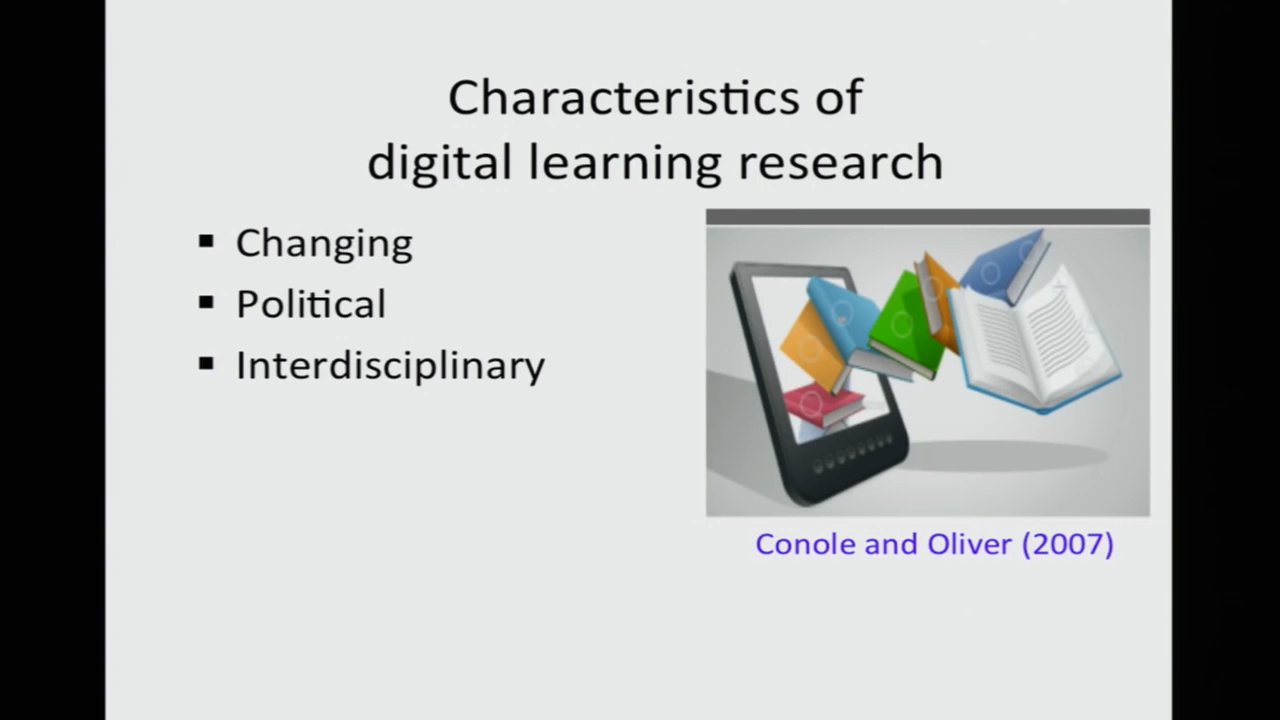 Characteristics of
digital learning research
▪ Changing
▪ Political
▪ Interdisciplinary
Conole and Oliver (2007)